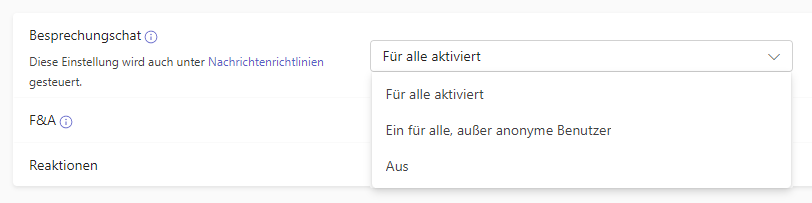 Besprechungschat
Diese Einstellung wird auch unter Nachrichtenrichtlinien
gesteuert.
Für alle aktiviert
Für alle aktiviert
F&A
Ein für alle, außer anonyme Benutzer
Reaktionen
Aus